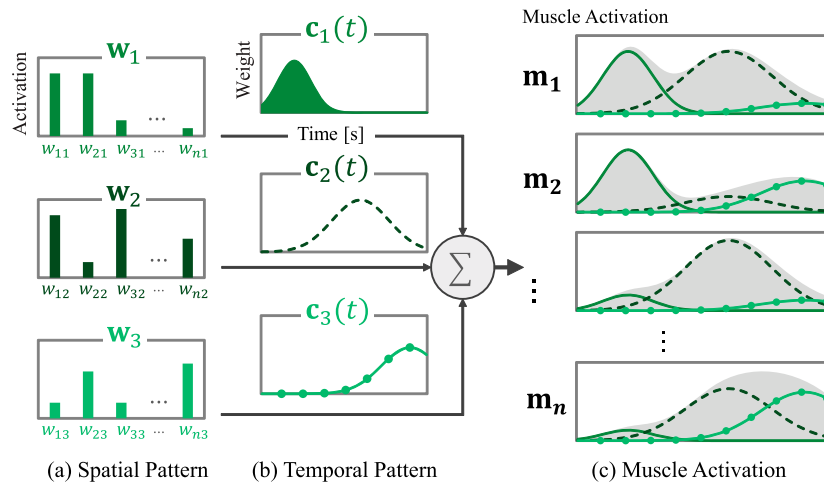 Muscle Activation
w₁
c₁(t)
Activation
Weight
m₁
w₁₁ w₂₁ w₃₁ ... wₙ₁
...
Time [s]
w₂
c₂(t)
m₂
...
w₁₂ w₂₂ w₃₂ ... wₙ₂
∑
⋮
w₃
c₃(t)
⋮
...
mₙ
w₁₃ w₂₃ w₃₃ ... wₙ₃
(a) Spatial Pattern
(b) Temporal Pattern
(c) Muscle Activation